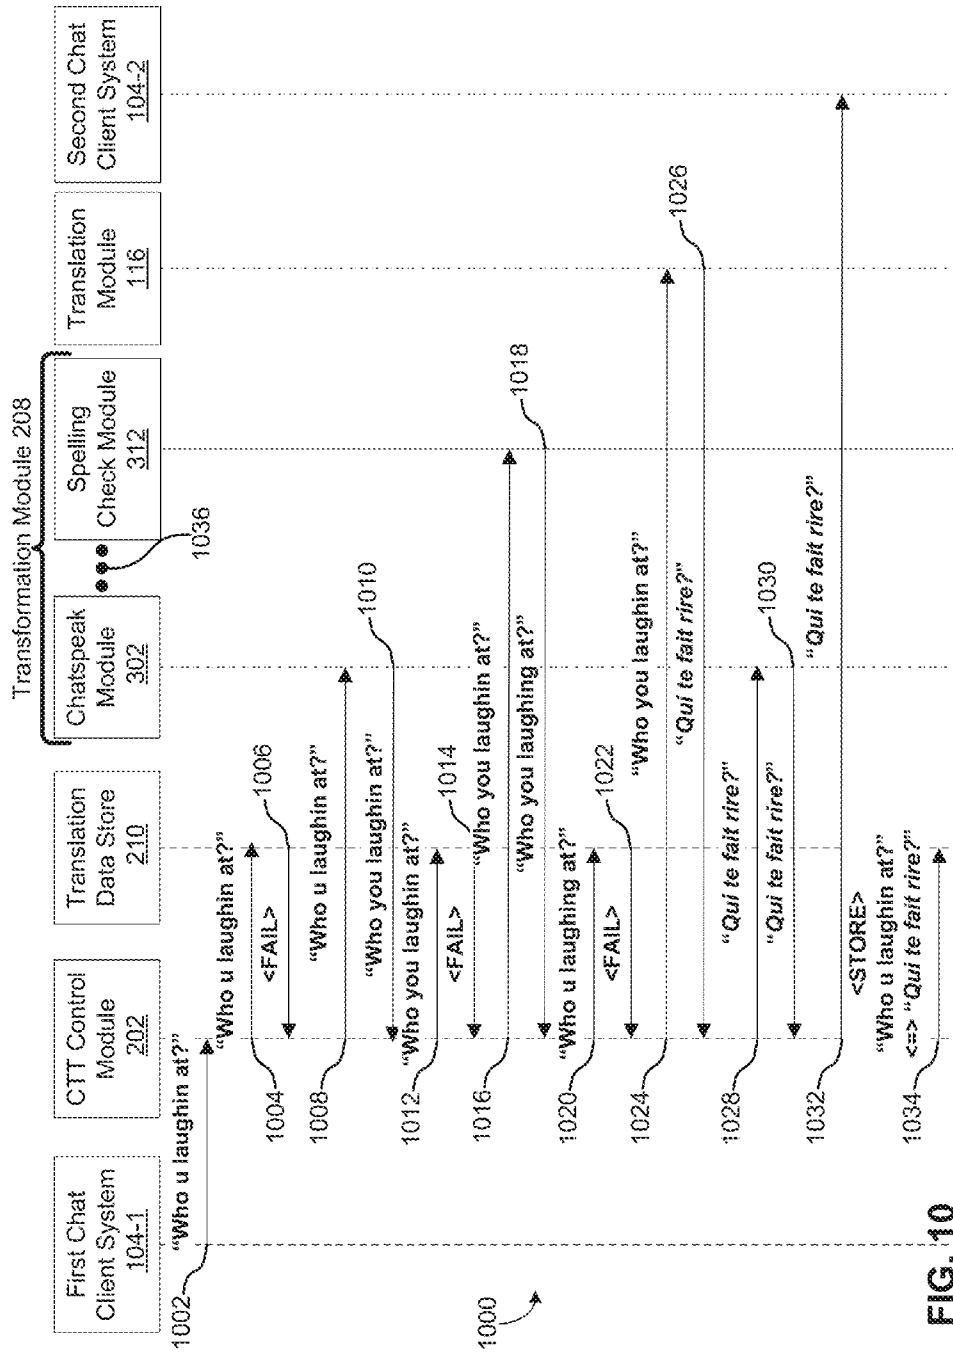 Transformation Module 208
First Chat
Client System
104-1
CTT Control
Module
202
Translation
Data Store
210
Chatspeak
Module
302
Spelling
Check Module
312
Translation
Module
116
Second Chat
Client System
104-2
1036
1002
“Who u laughin at?”
“Who u laughin at?”
1004
<FAIL>
1006
1008
“Who u laughin at?”
“Who you laughin at?”
1010
1012
“Who you laughin at?”
<FAIL>
1014
1016
“Who you laughin at?”
“Who you laughing at?”
1018
1020
“Who u laughing at?”
<FAIL>
1022
1024
“Who you laughin at?”
“Qui te fait rire?”
1026
1028
“Qui te fait rire?”
“Qui te fait rire?”
1030
1032
“Qui te fait rire?”
<STORE>
“Who u laughin at?”
<=> “Qui te fait rire?”
1034
1000
FIG. 10